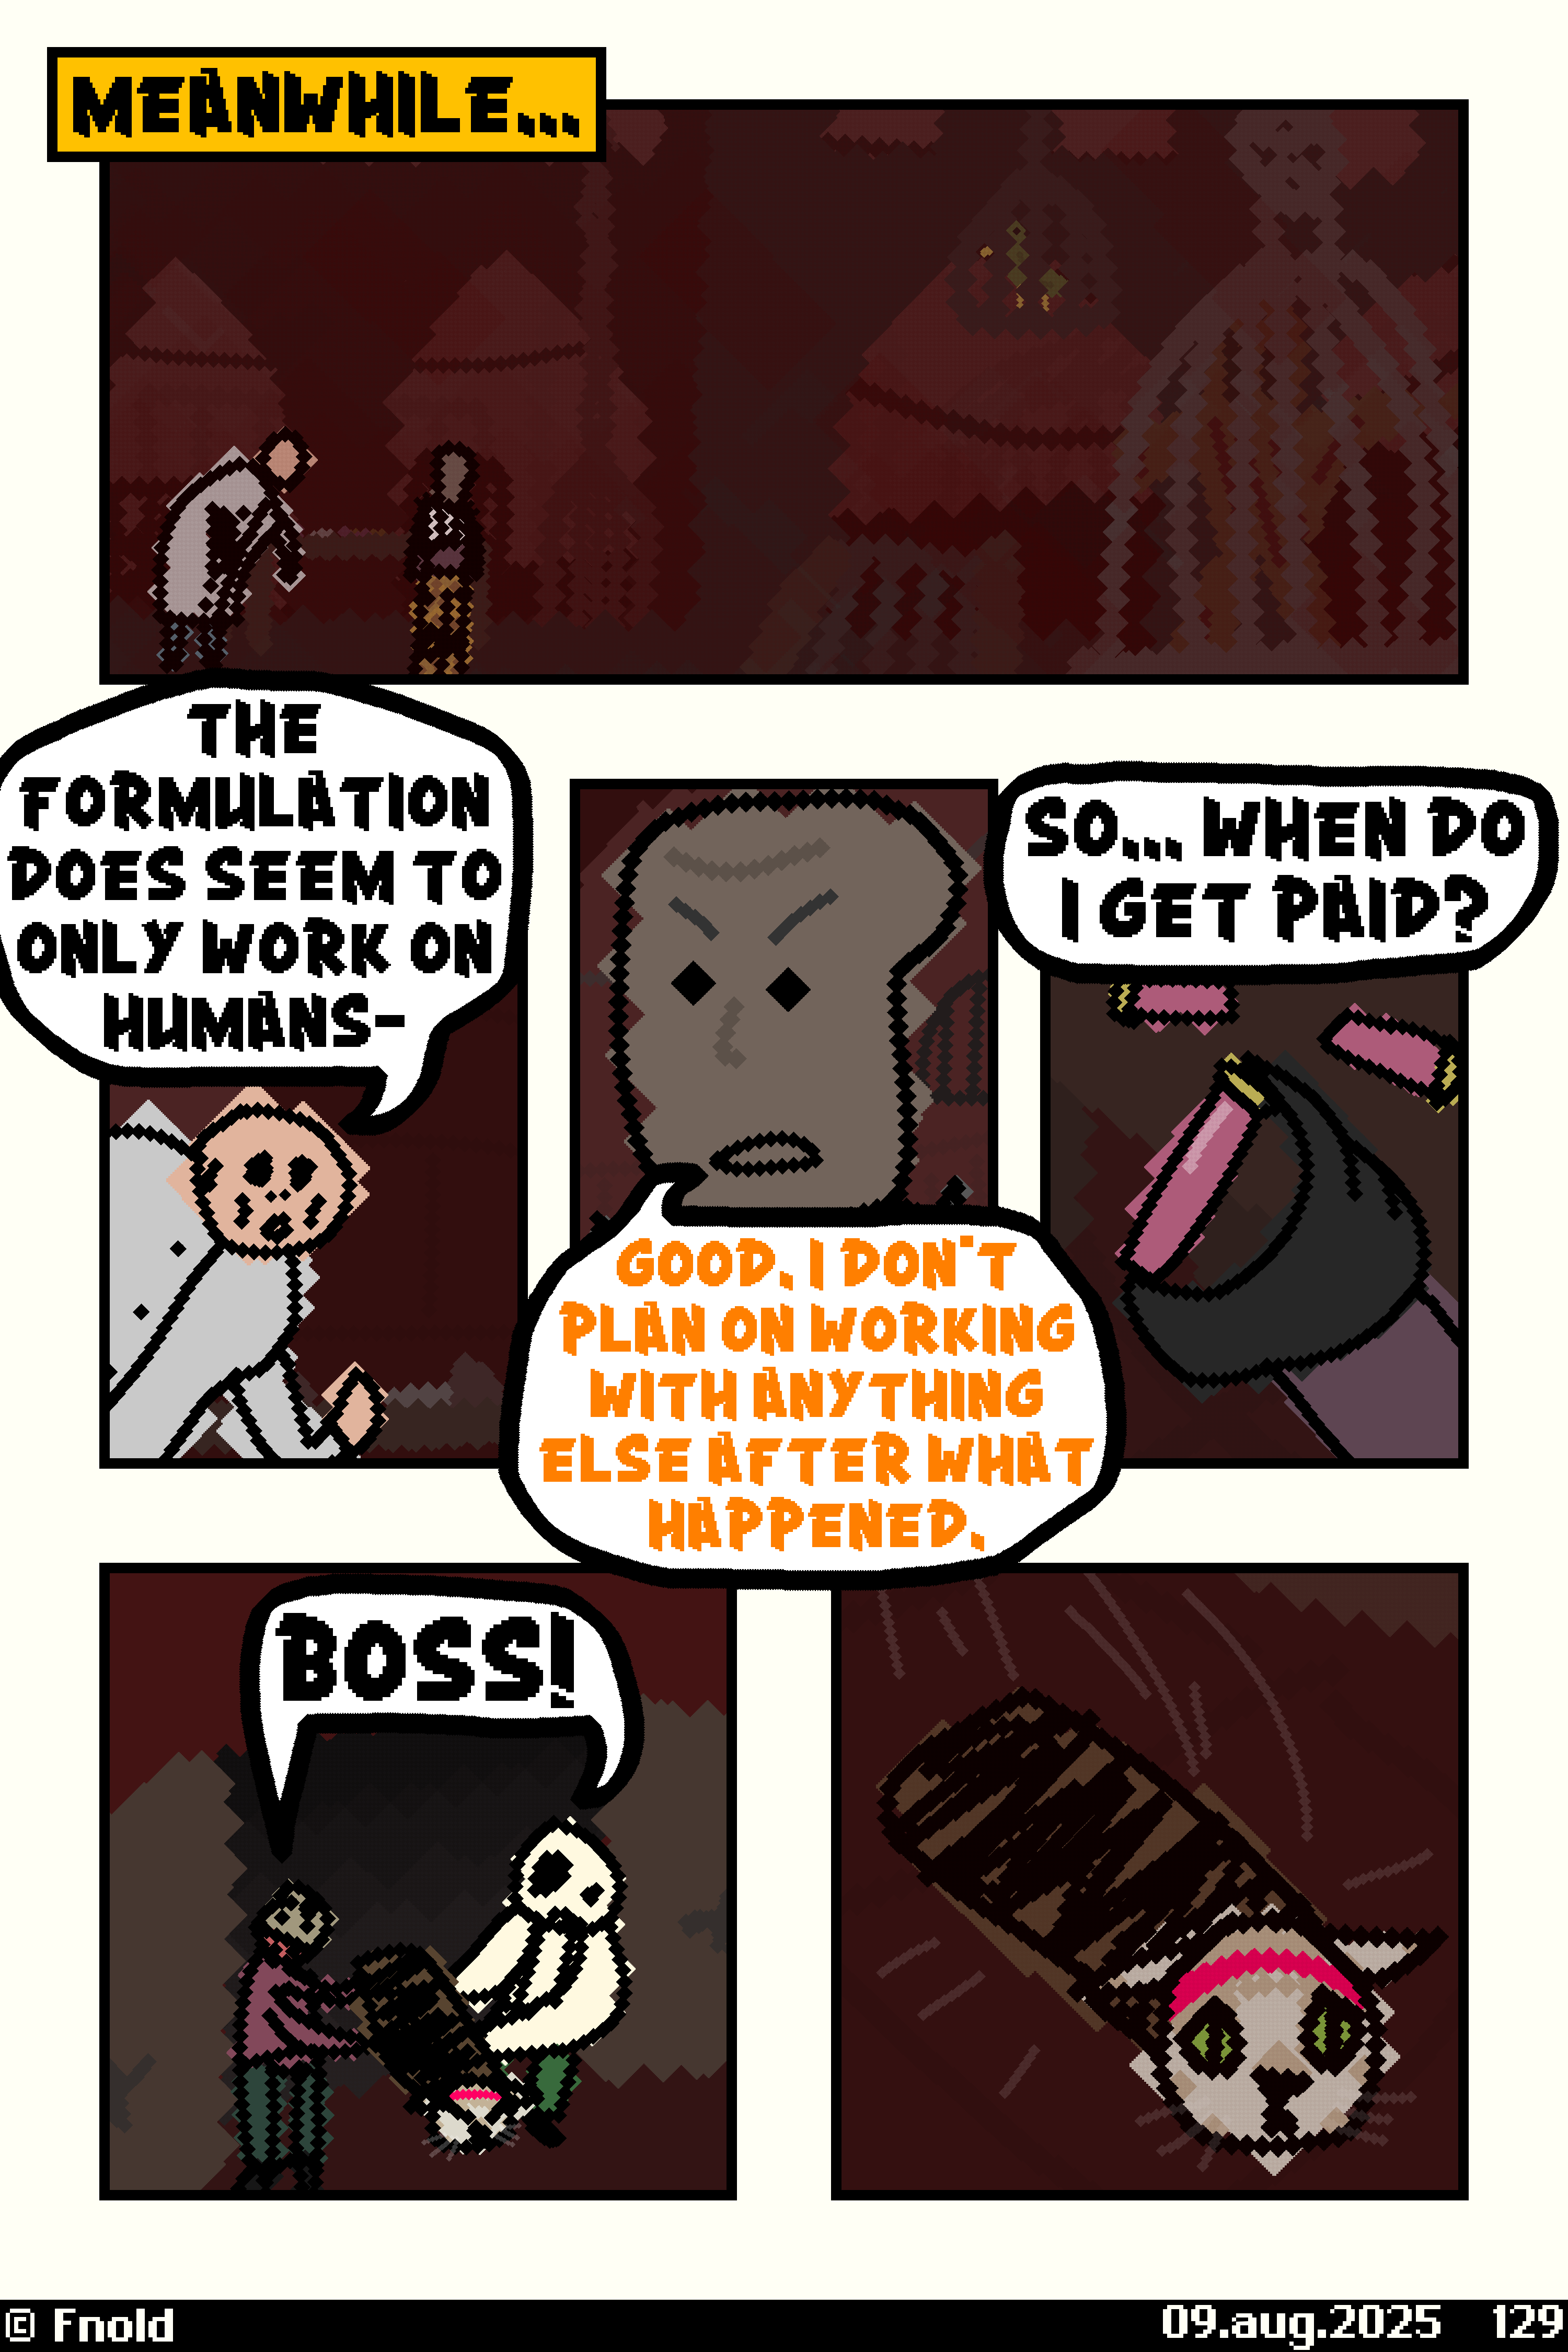 MEANWHILE...
THE
FORMULATION
DOES SEEM TO
ONLY WORK ON
HUMANS-
GOOD. I DON'T
PLAN ON WORKING
WITH ANYTHING
ELSE AFTER WHAT
HAPPENED.
SO... WHEN DO
I GET PAID?
BOSS!
© Fnold
09.aug.2025 129